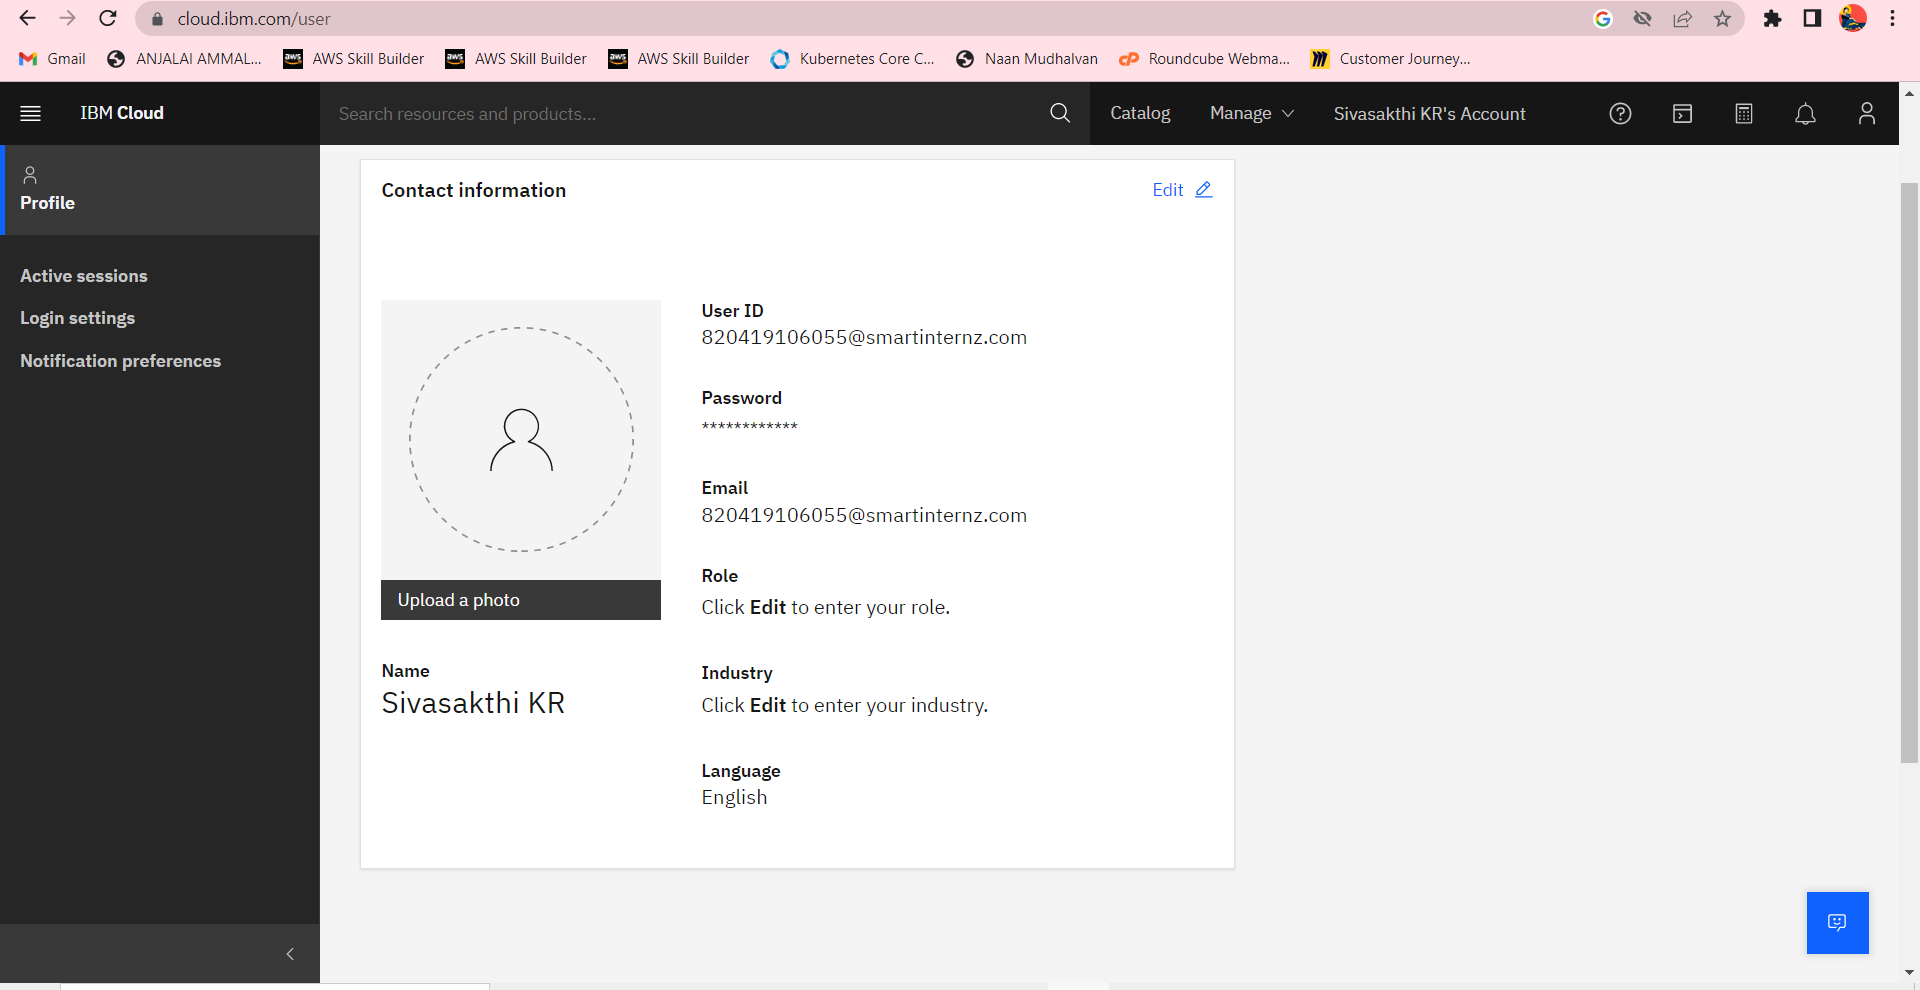 cloud.ibm.com/user
Gmail
ANJALAI AMMAL...
AWS Skill Builder
AWS Skill Builder
AWS Skill Builder
Kubernetes Core C...
Naan Mudhalvan
Roundcube Webma...
Customer Journey...
IBM Cloud
Search resources and products...
Catalog
Manage
Sivasakthi KR's Account
Profile
Active sessions
Login settings
Notification preferences
Contact information
Edit
Upload a photo
Name
Sivasakthi KR
User ID
820419106055@smartinternz.com
Password
************
Email
820419106055@smartinternz.com
Role
Click Edit to enter your role.
Industry
Click Edit to enter your industry.
Language
English